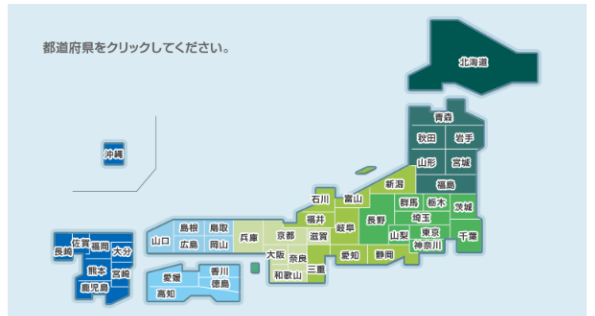 都道府県をクリックしてください。
北海道
青森
秋田 岩手
山形 宮城
福島
沖縄
新潟
石川 富山
福井 岐阜 長野
群馬 栃木 茨城
埼玉
山梨 東京 千葉
神奈川
愛知 静岡
島根 鳥取
山口 広島 岡山
兵庫 京都 滋賀
大阪 奈良 三重
和歌山
佐賀 福岡 大分
長崎
熊本 宮崎
鹿児島
愛媛 香川
高知 徳島